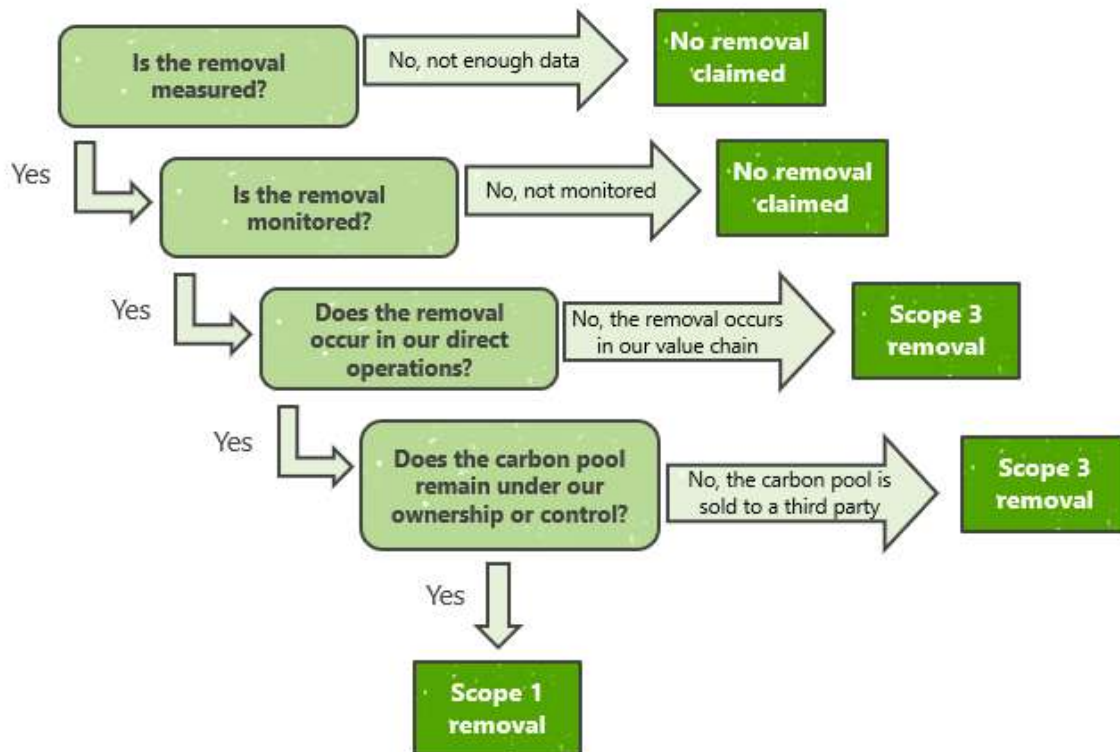 Is the removal
measured?
No, not enough data
No removal
claimed
Yes
Is the removal
monitored?
No, not monitored
No removal
claimed
Yes
Does the removal
occur in our direct
operations?
No, the removal occurs
in our value chain
Scope 3
removal
Yes
Does the carbon pool
remain under our
ownership or control?
No, the carbon pool is
sold to a third party
Scope 3
removal
Yes
Scope 1
removal